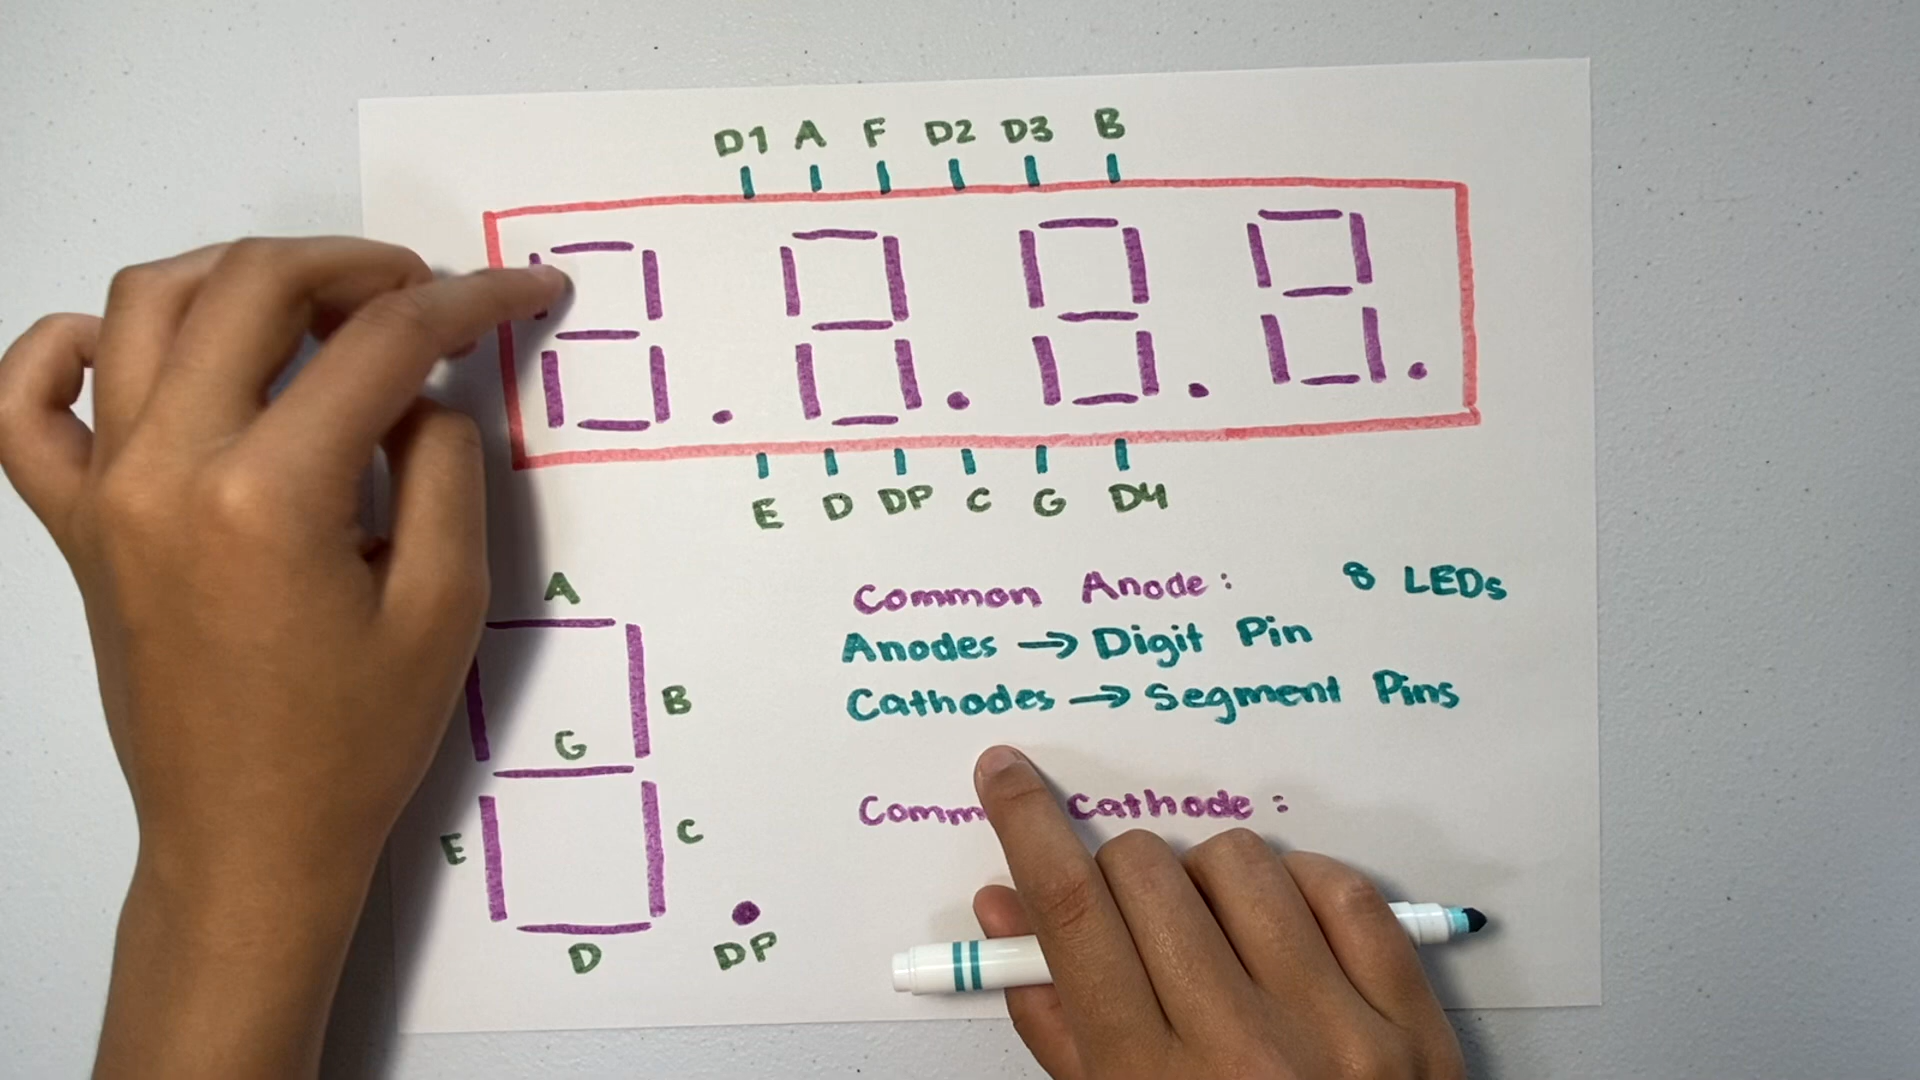 D1 A F D2 D3 B
E D DP C G D4
A
B
G
E
C
D
DP
Common Anode: 8 LEDs
Anodes → Digit Pin
Cathodes → Segment Pins
Cathode: